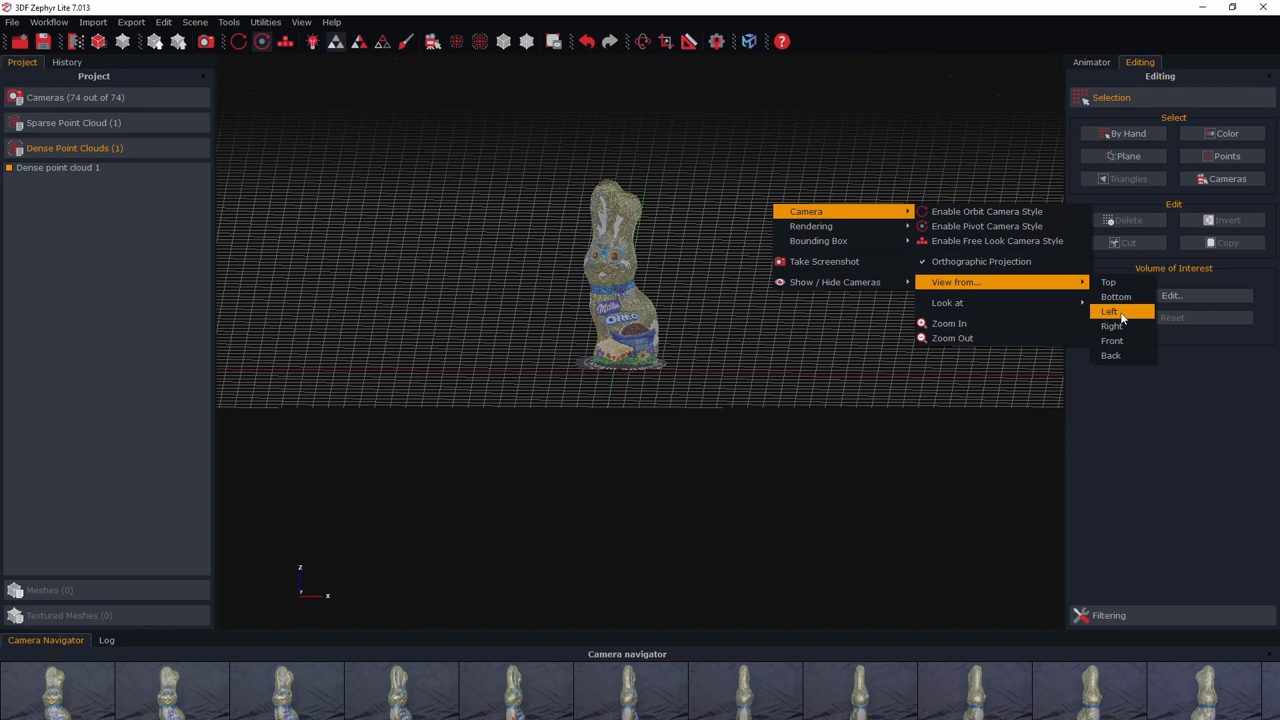 3DF Zephyr Lite 7.013
File Workflow Import Export Edit Scene Tools Utilities View Help
Project History
Project
Cameras (74 out of 74)
Sparse Point Cloud (1)
Dense Point Clouds (1)
Dense point cloud 1
Meshes (0)
Textured Meshes (0)
Milka
OREO
z
y
x
Camera
Rendering
Bounding Box
Take Screenshot
Show / Hide Cameras
Enable Orbit Camera Style
Enable Pivot Camera Style
Enable Free Look Camera Style
Orthographic Projection
View from...
Look at
Zoom In
Zoom Out
Top
Bottom
Left
Right
Front
Back
Animator Editing
Editing
Selection
Select
By Hand Color
Plane Points
Triangles Cameras
Edit
Delete Invert
Cut Copy
Volume of Interest
Edit..
Reset
Filtering
Camera Navigator Log
Camera navigator